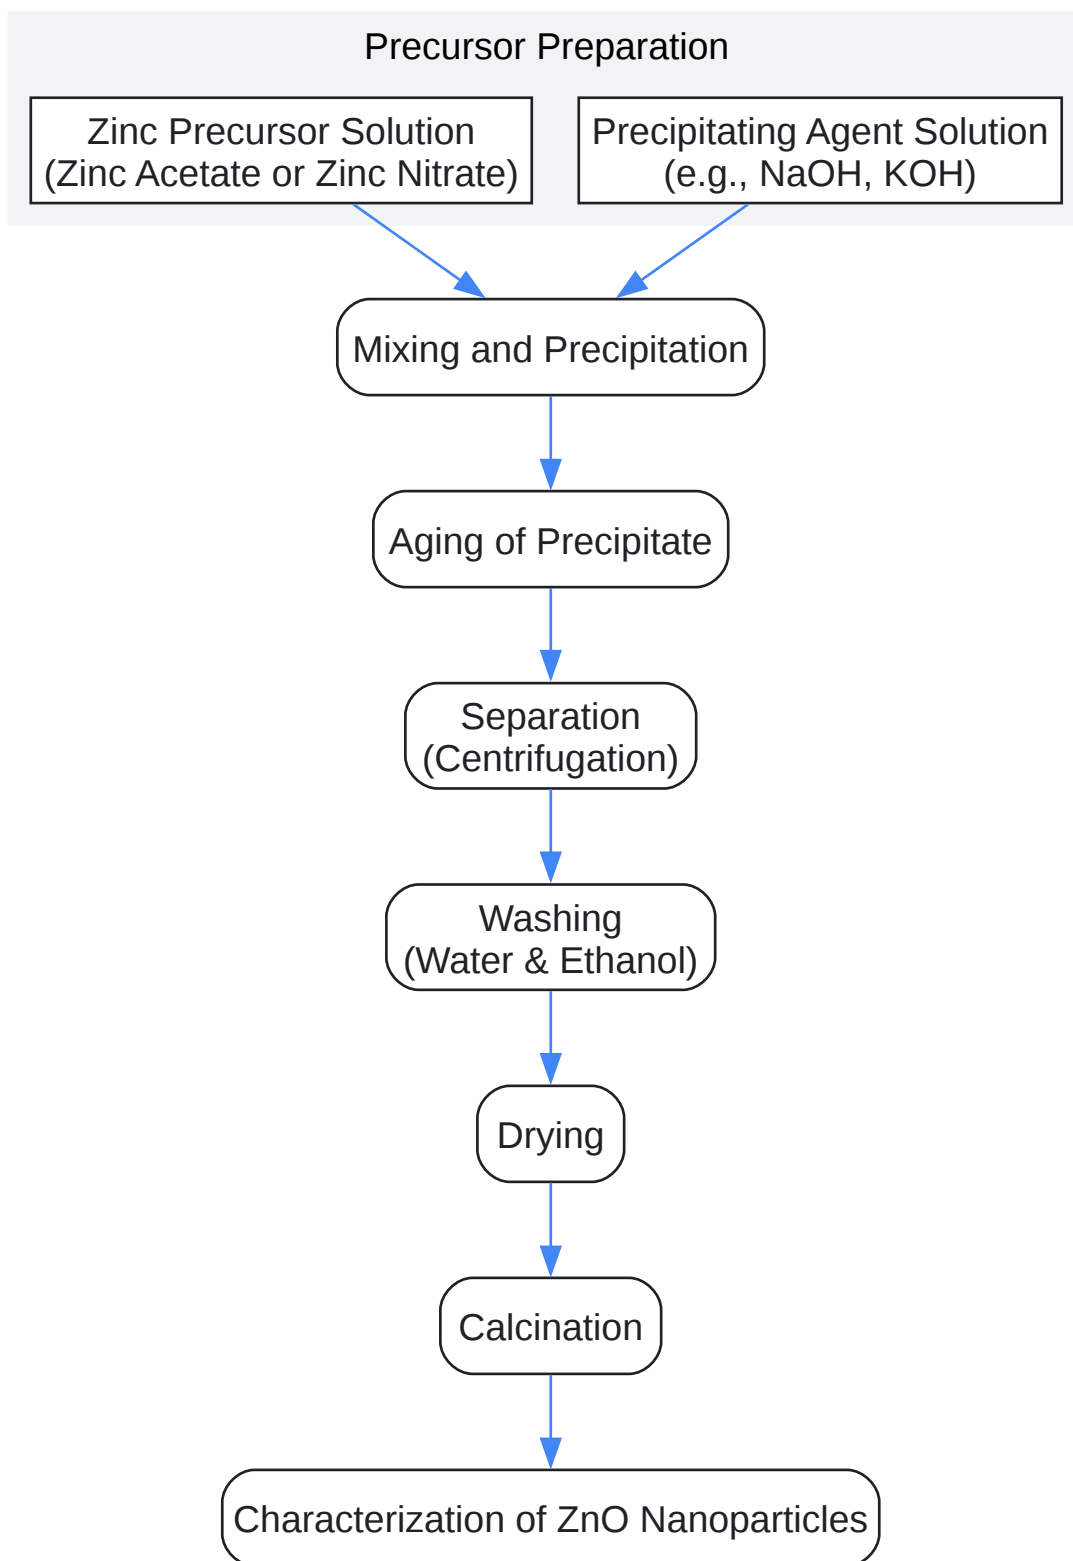 Precursor Preparation
Zinc Precursor Solution
(Zinc Acetate or Zinc Nitrate)
Precipitating Agent Solution
(e.g., NaOH, KOH)
Mixing and Precipitation
Aging of Precipitate
Separation
(Centrifugation)
Washing
(Water & Ethanol)
Drying
Calcination
Characterization of ZnO Nanoparticles